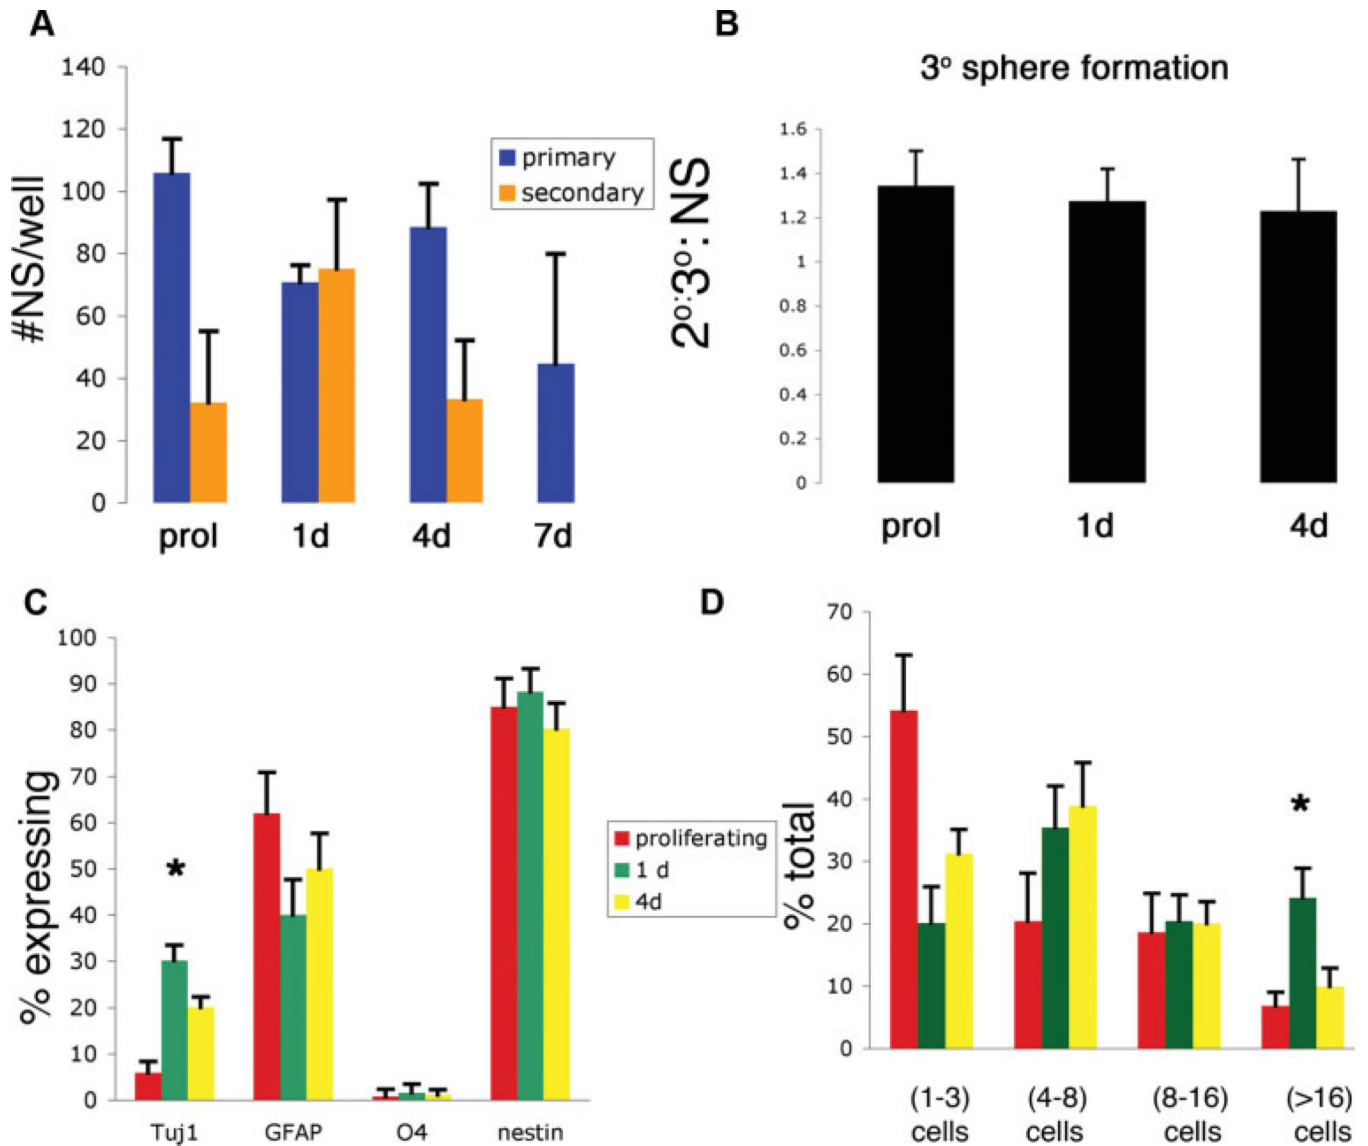 A
140
120
100
80
60
40
20
0
#NS/well
primary
secondary
prol 1d 4d 7d
B
3º sphere formation
1.6
1.4
1.2
1
0.8
0.6
0.4
0.2
0
2º:3º: NS
prol 1d 4d
C
100
90
80
70
60
50
40
30
20
10
0
% expressing
*
Tuj1 GFAP O4 nestin
proliferating
1 d
4d
D
70
60
50
40
30
20
10
0
% total
*
(1-3) (4-8) (8-16) (>16)
cells cells cells cells